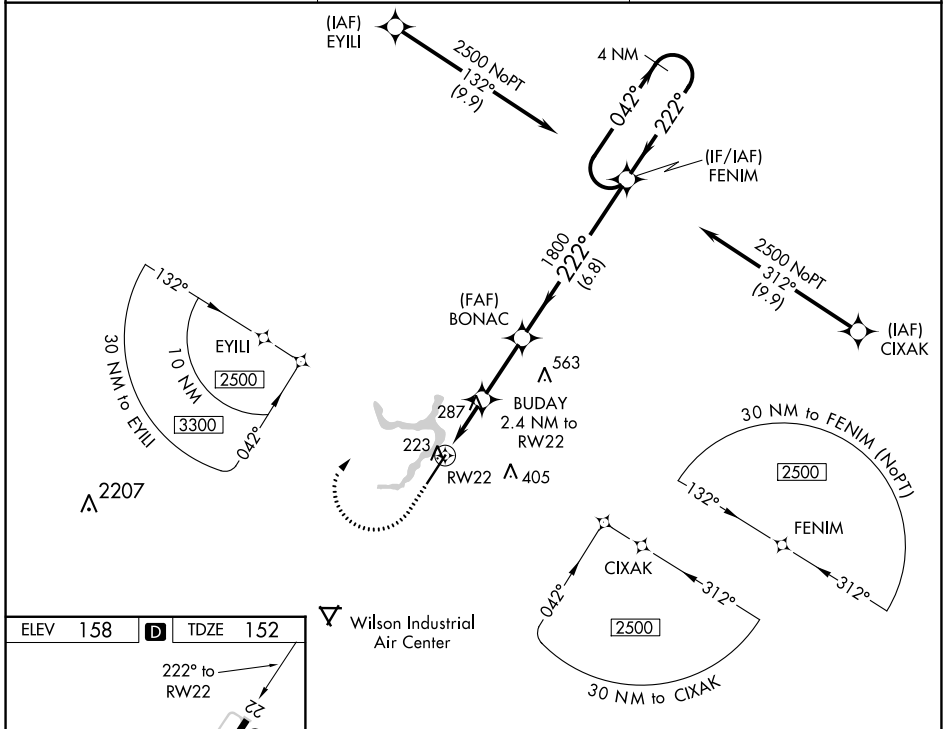 (IAF)
EYILI
2500 NoPT
132°
(9.9)
4 NM
042°
222°
(IF/IAF)
FENIM
1800
222°
(6.8)
2500 NoPT
312°
(9.9)
(IAF)
CIXAK
(FAF)
BONAC
132°
EYILI
10 NM
2500
30 NM to EYILI
3300
042°
563
287
BUDAY
2.4 NM to
RW22
223
RW22
405
2207
30 NM to FENIM (NoPT)
2500
132°
FENIM
312°
CIXAK
042°
312°
2500
30 NM to CIXAK
Wilson Industrial
Air Center
ELEV 158 D TDZE 152
222° to
RW22
22